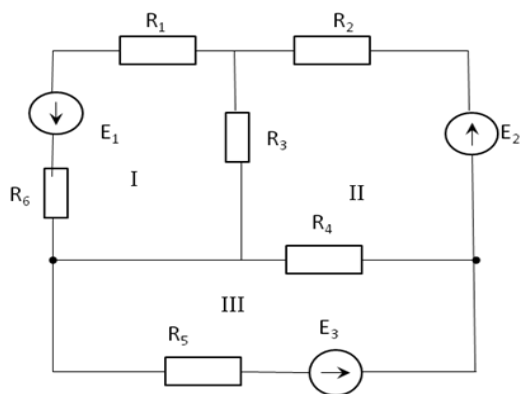 R₁
R₂
E₁
R₃
E₂
R₆
I
II
R₄
III
E₃
R₅